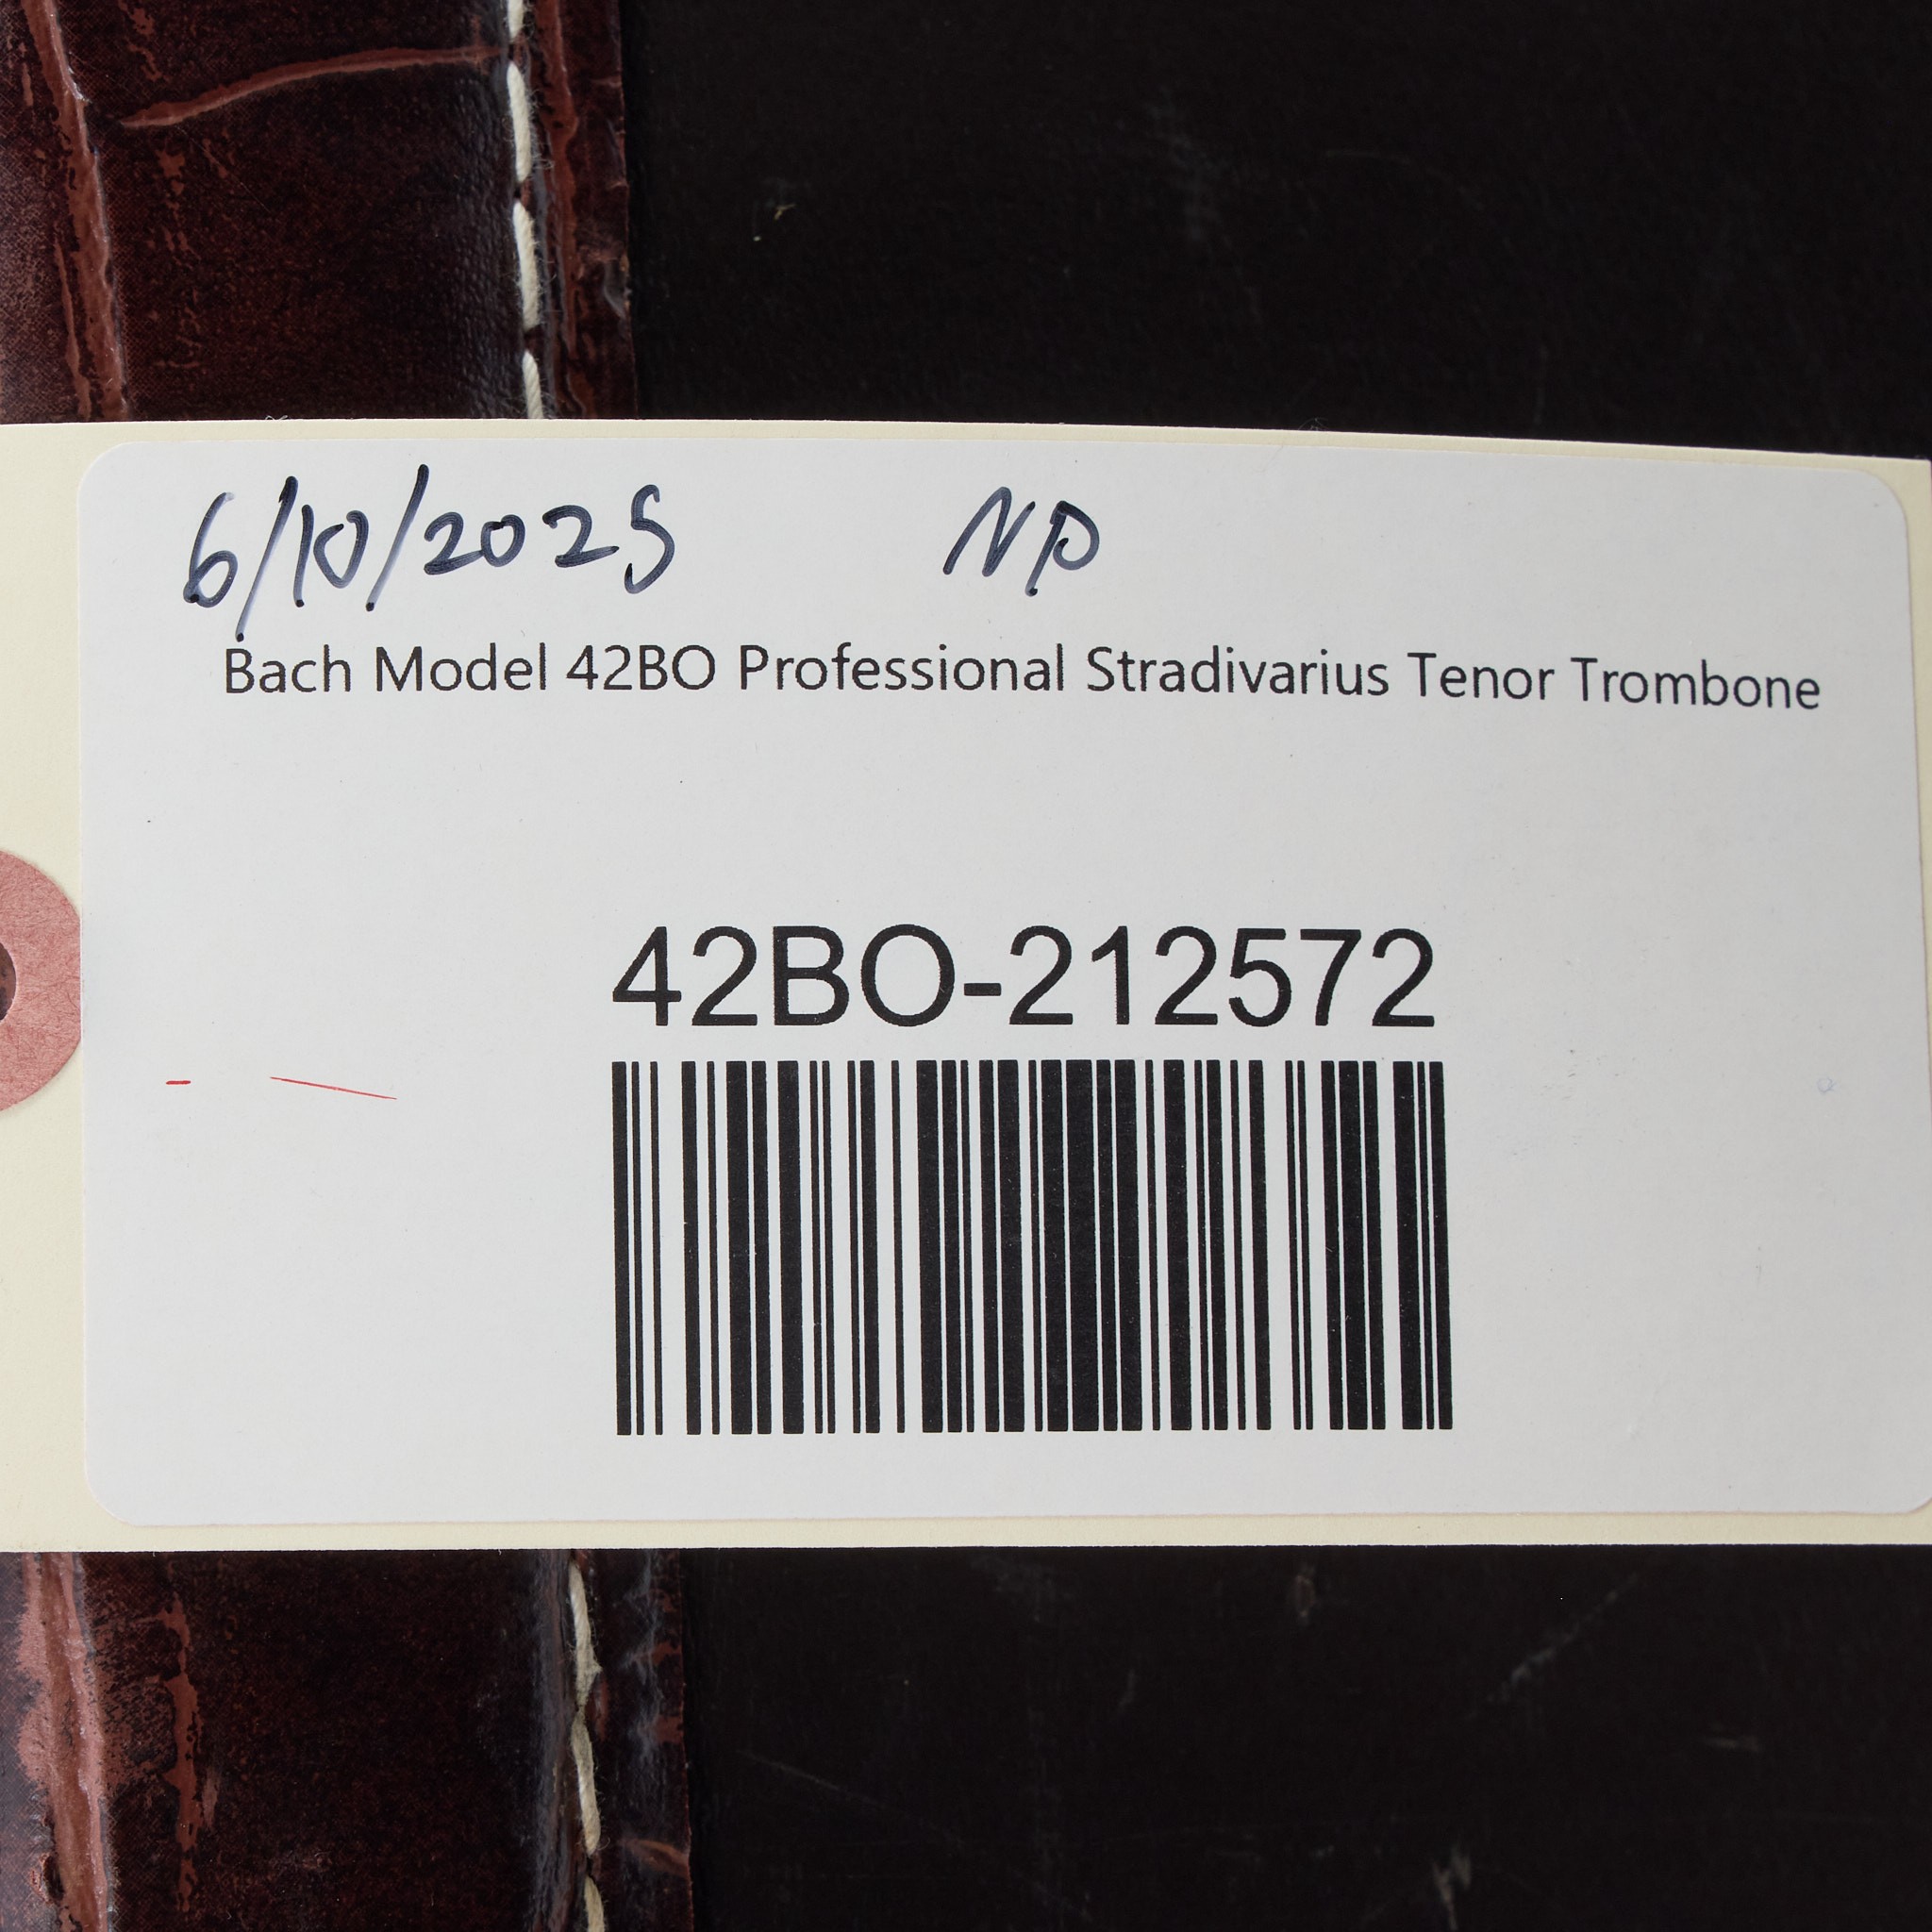 6/10/2025 NP
Bach Model 42BO Professional Stradivarius Tenor Trombone
42BO-212572